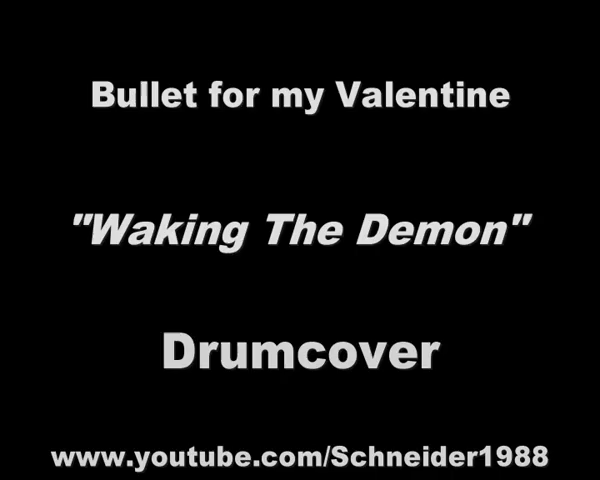 Bullet for my Valentine
"Waking The Demon"
Drumcover
www.youtube.com/Schneider1988